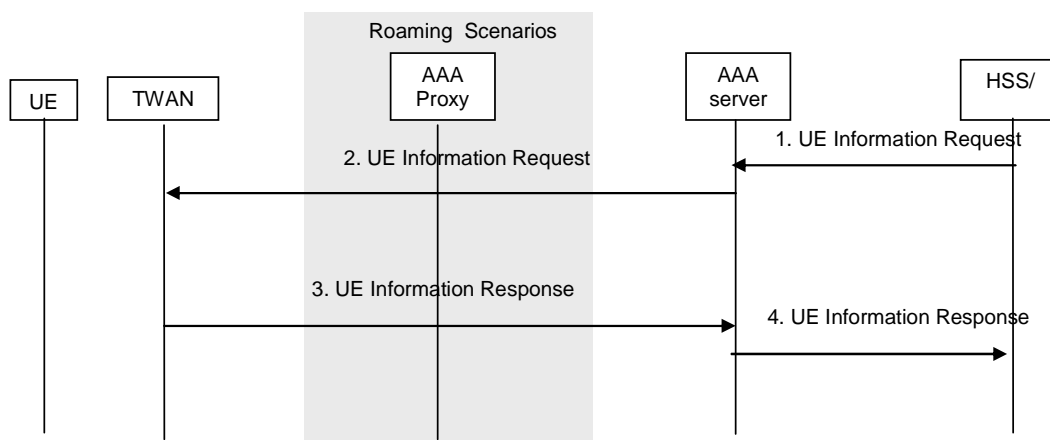 Roaming Scenarios
UE
TWAN
AAA
Proxy
AAA
server
HSS/
1. UE Information Request
2. UE Information Request
3. UE Information Response
4. UE Information Response